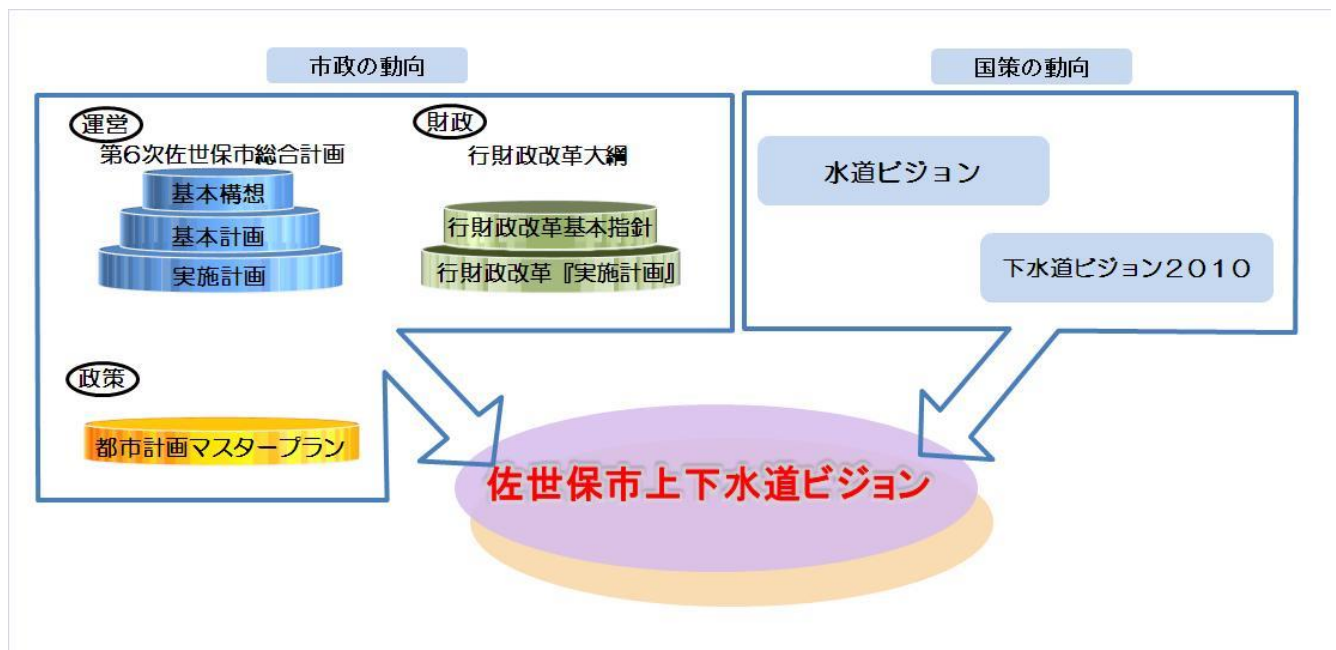 市政の動向
運営
第6次佐世保市総合計画
基本構想
基本計画
実施計画
財政
行財政改革大綱
行財政改革基本指針
行財政改革『実施計画』
政策
都市計画マスタープラン
国策の動向
水道ビジョン
下水道ビジョン２０１０
佐世保市上下水道ビジョン